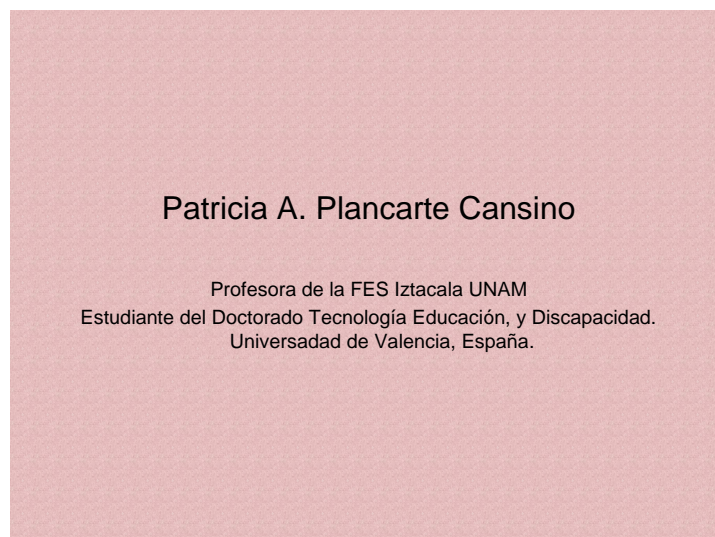 Patricia A. Plancarte Cansino
Profesora de la FES Iztacala UNAM
Estudiante del Doctorado Tecnología Educación, y Discapacidad.
Universadad de Valencia, España.